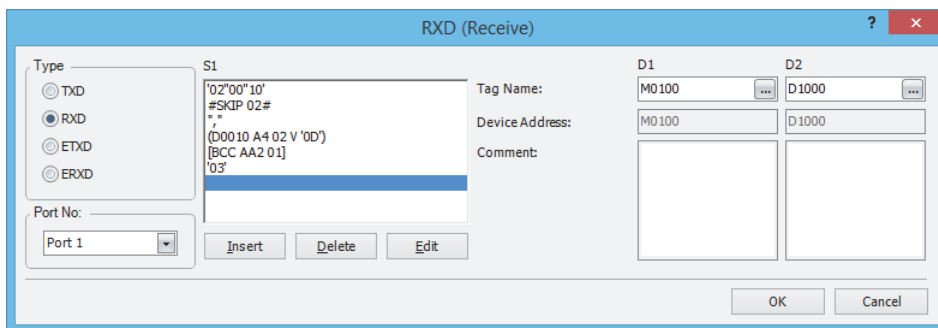 RXD (Receive)
?
Type
TXD
RXD
ETXD
ERXD
Port No:
Port 1
S1
'02"00"10'
#SKIP 02#
","
(D0010 A4 02 V '0D')
[BCC AA2 01]
'03'
Insert Delete Edit
D1 D2
Tag Name: M0100 ... D1000 ...
Device Address: M0100 D1000
Comment:
OK Cancel